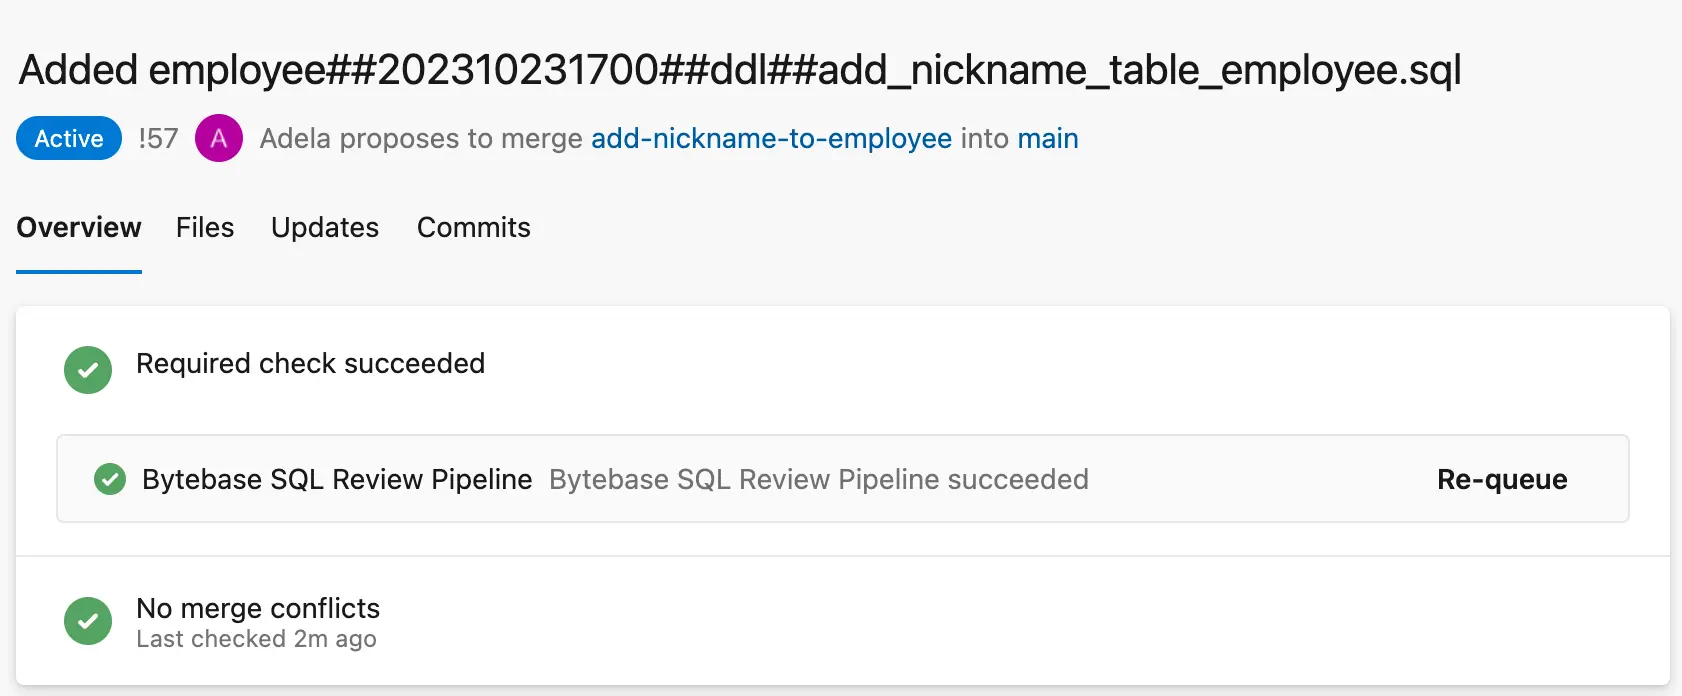 Added employee##202310231700##ddl##add_nickname_table_employee.sql
Active !57 A Adela proposes to merge add-nickname-to-employee into main
Overview Files Updates Commits
Required check succeeded
Bytebase SQL Review Pipeline Bytebase SQL Review Pipeline succeeded Re-queue
No merge conflicts
Last checked 2m ago